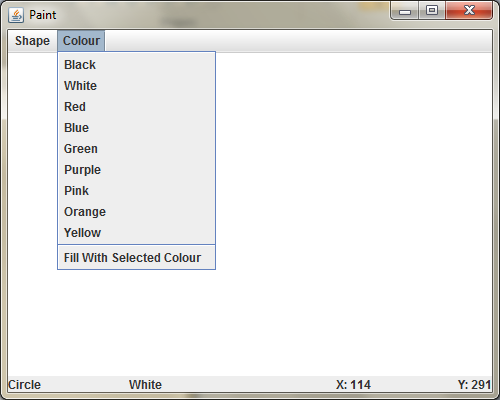 Paint
Shape Colour
Black
White
Red
Blue
Green
Purple
Pink
Orange
Yellow
Fill With Selected Colour
Circle White X: 114 Y: 291